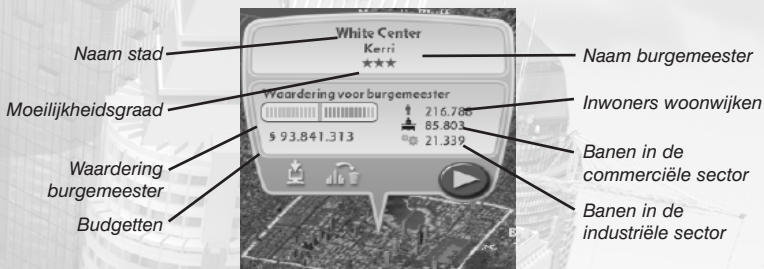 White Center
Kerri
★★★
Waardering voor burgemeester
216.788
§ 93.841.313
85.803
21.339
Naam stad
Moeilijkheidsgraad
Waardering
burgemeester
Budgetten
Naam burgemeester
Inwoners woonwijken
Banen in de
commerciële sector
Banen in de
industriële sector